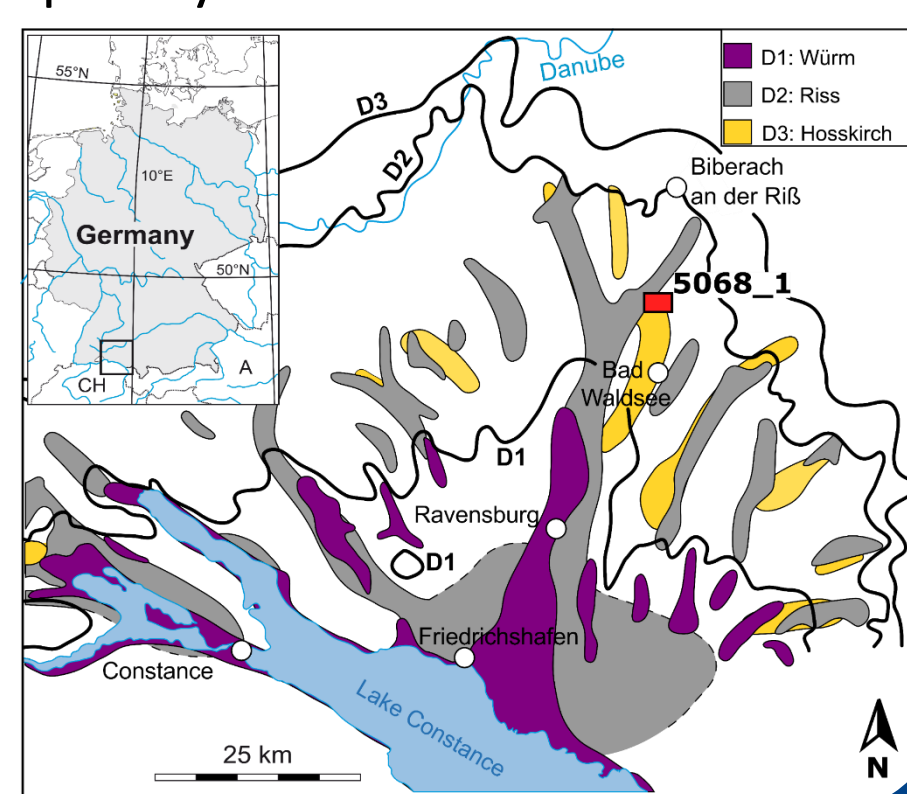 55°N
10°E
Germany
50°N
CH
A
D3
D2
Danube
D1: Würm
D2: Riss
D3: Hosskirch
Biberach
an der Riß
5068_1
Bad
Waldsee
D1
Ravensburg
D1
Friedrichshafen
Constance
Lake Constance
25 km
N